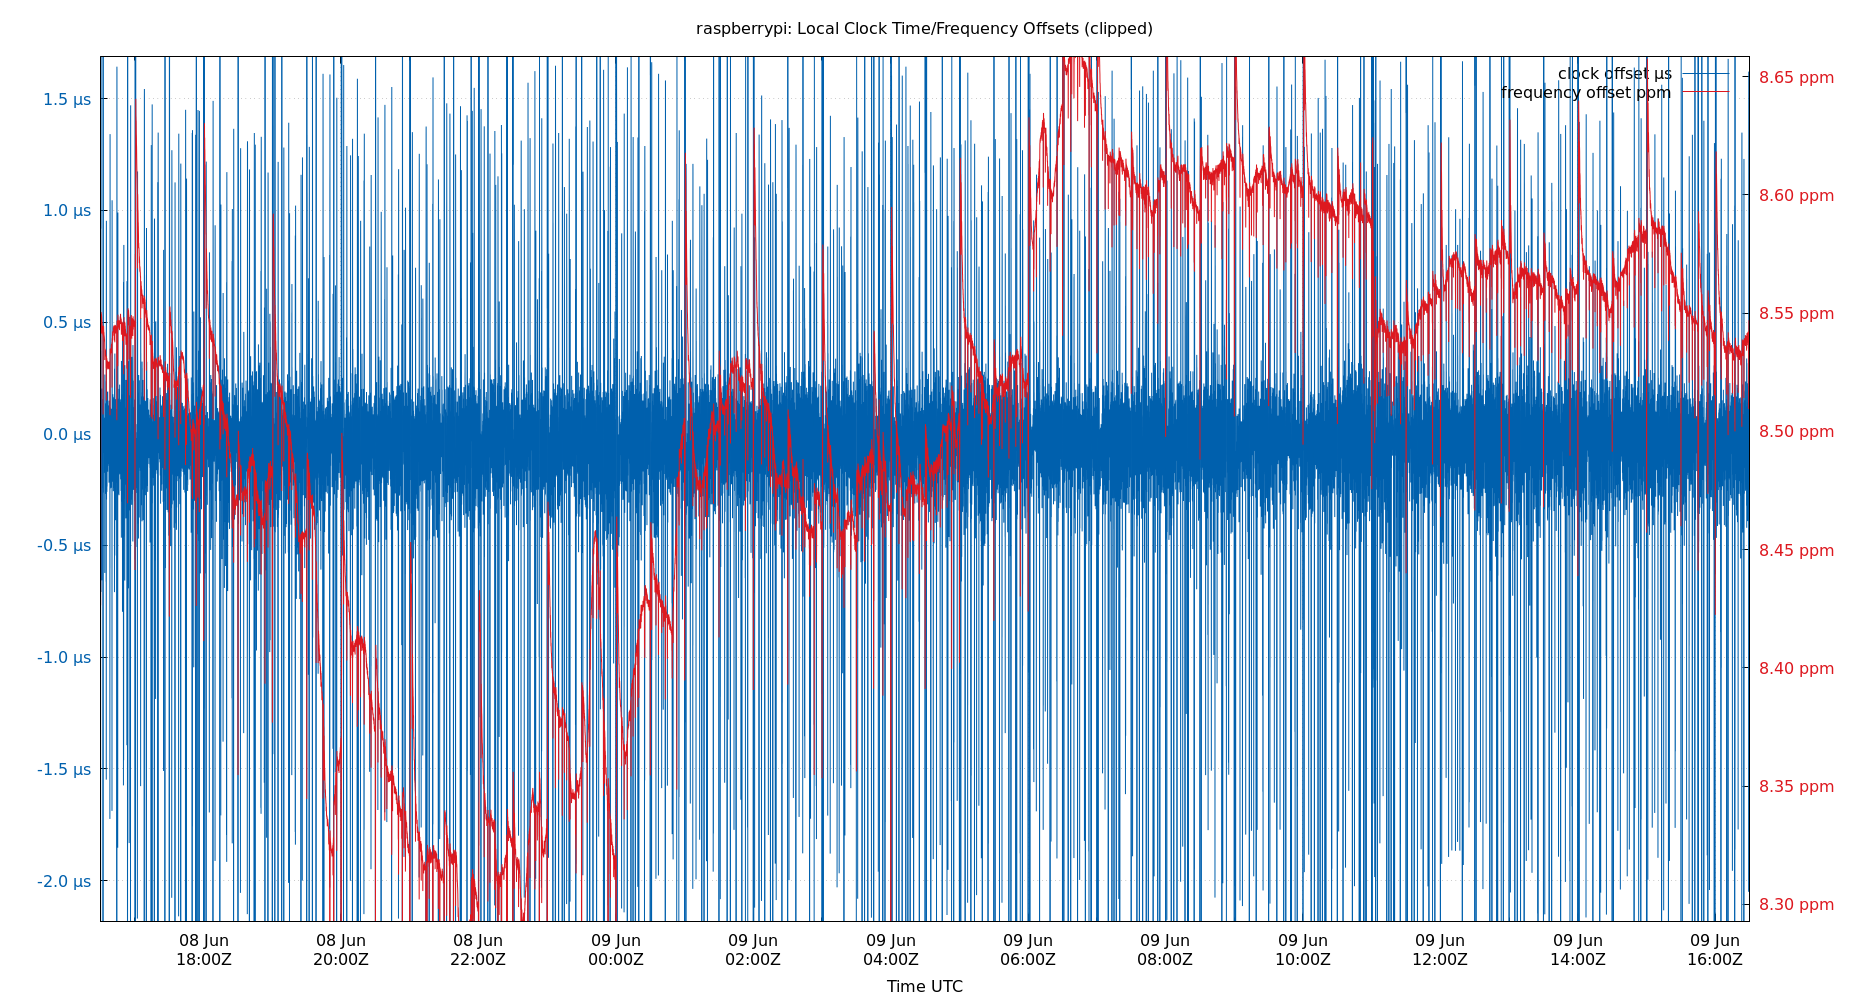 raspberrypi: Local Clock Time/Frequency Offsets (clipped)
clock offset µs
frequency offset ppm
1.5 µs
1.0 µs
0.5 µs
0.0 µs
-0.5 µs
-1.0 µs
-1.5 µs
-2.0 µs
8.65 ppm
8.60 ppm
8.55 ppm
8.50 ppm
8.45 ppm
8.40 ppm
8.35 ppm
8.30 ppm
08 Jun 08 Jun 08 Jun 09 Jun 09 Jun 09 Jun 09 Jun 09 Jun 09 Jun 09 Jun 09 Jun 09 Jun
18:00Z 20:00Z 22:00Z 00:00Z 02:00Z 04:00Z 06:00Z 08:00Z 10:00Z 12:00Z 14:00Z 16:00Z
Time UTC